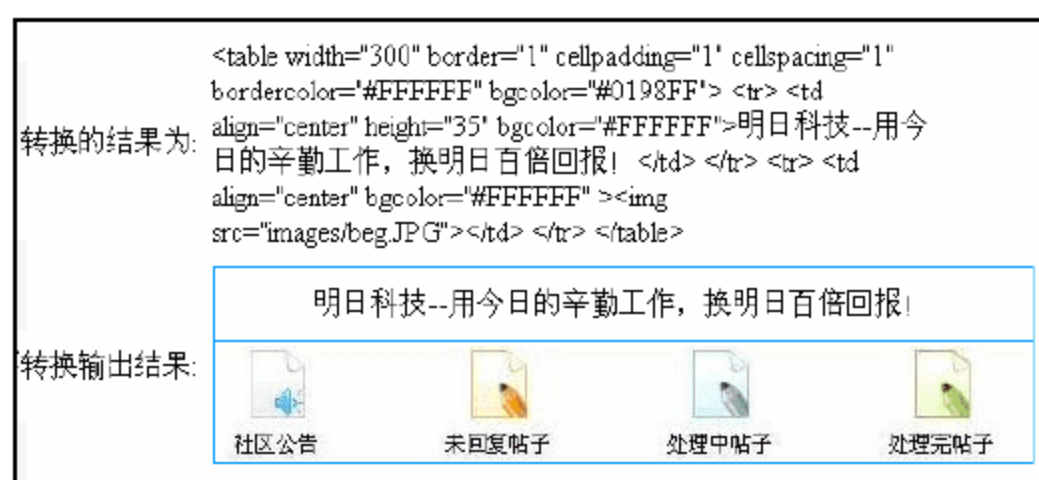 <table width="300" border="1" cellpadding="1" cellspacing="1"
bordercolor="#FFFFFF" bgcolor="#0198FF"> <tr> <td
转换的结果为: align="center" height="35" bgcolor="#FFFFFF">明日科技--用今
日的辛勤工作，换明日百倍回报！ </td> </tr> <tr> <td
align="center" bgcolor="#FFFFFF" ><img
src="images/beg.JPG"></td> </tr> </table>
明日科技--用今日的辛勤工作，换明日百倍回报！
转换输出结果:
社区公告 未回复帖子 处理中帖子 处理完帖子